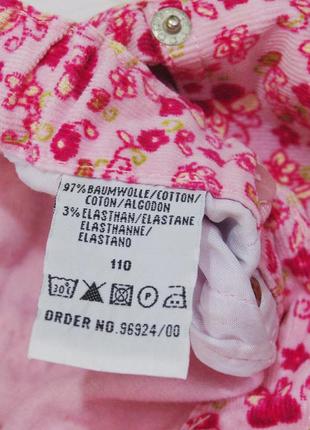 97% BAUMWOLLE/COTTON/
COTON/ALGODON
3% ELASTHAN/ELASTANE
ELASTHANNE/
ELASTANO
110
30°C P
ORDER NO. 96924/00